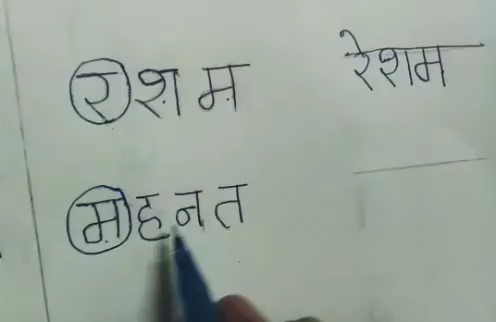 र श म रेशम
म ह न त